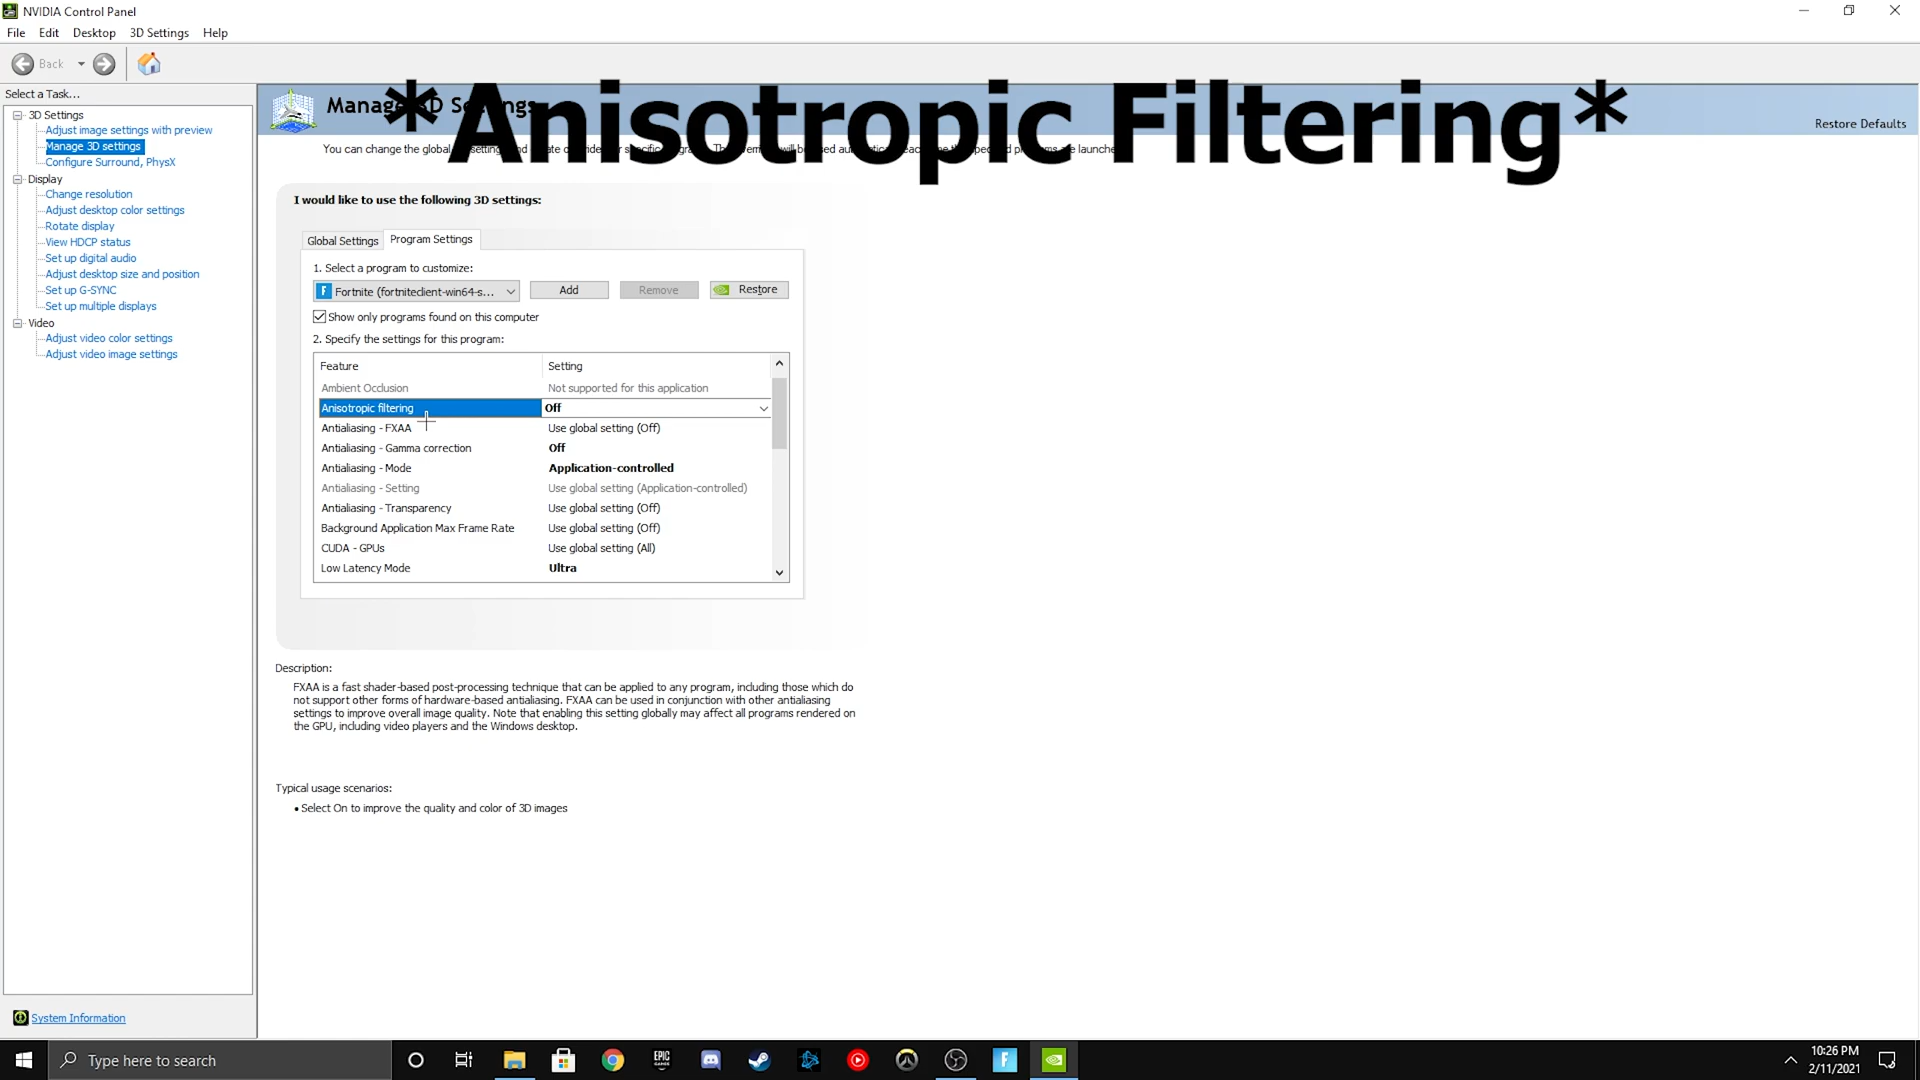 NVIDIA Control Panel
File Edit Desktop 3D Settings Help
Back
Select a Task...
3D Settings
Adjust image settings with preview
Manage 3D settings
Configure Surround, PhysX
Display
Change resolution
Adjust desktop color settings
Rotate display
View HDCP status
Set up digital audio
Adjust desktop size and position
Set up G-SYNC
Set up multiple displays
Video
Adjust video color settings
Adjust video image settings
System Information
*Anisotropic Filtering*
Manage 3D Settings
Restore Defaults
You can change the global
I would like to use the following 3D settings:
Global Settings Program Settings
1. Select a program to customize:
Fortnite (fortniteclient-win64-s... Add Remove Restore
Show only programs found on this computer
2. Specify the settings for this program:
Feature Setting
Ambient Occlusion Not supported for this application
Anisotropic filtering Off
Antialiasing - FXAA Use global setting (Off)
Antialiasing - Gamma correction Off
Antialiasing - Mode Application-controlled
Antialiasing - Setting Use global setting (Application-controlled)
Antialiasing - Transparency Use global setting (Off)
Background Application Max Frame Rate Use global setting (Off)
CUDA - GPUs Use global setting (All)
Low Latency Mode Ultra
Description:
FXAA is a fast shader-based post-processing technique that can be applied to any program, including those which do
not support other forms of hardware-based antialiasing. FXAA can be used in conjunction with other antialiasing
settings to improve overall image quality. Note that enabling this setting globally may affect all programs rendered on
the GPU, including video players and the Windows desktop.
Typical usage scenarios:
• Select On to improve the quality and color of 3D images
Type here to search
EPIC
GAMES
10:26 PM
2/11/2021